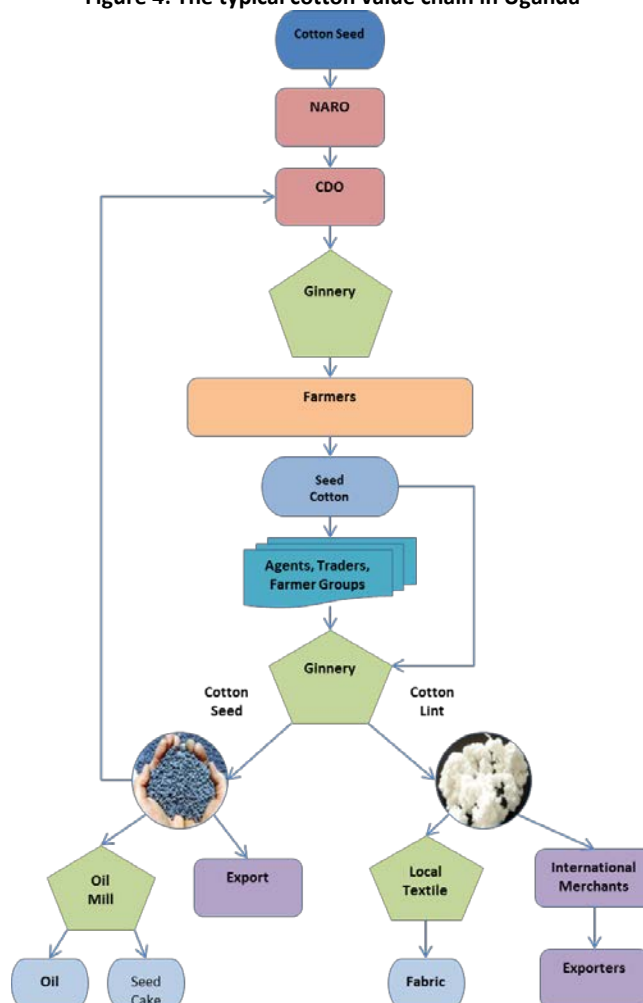 Figure 4: The typical cotton value chain in Uganda
Cotton Seed
NARO
CDO
Ginnery
Farmers
Seed
Cotton
Agents, Traders,
Farmer Groups
Ginnery
Cotton
Seed
Cotton
Lint
Oil
Mill
Export
Local
Textile
International
Merchants
Oil
Seed
Cake
Fabric
Exporters